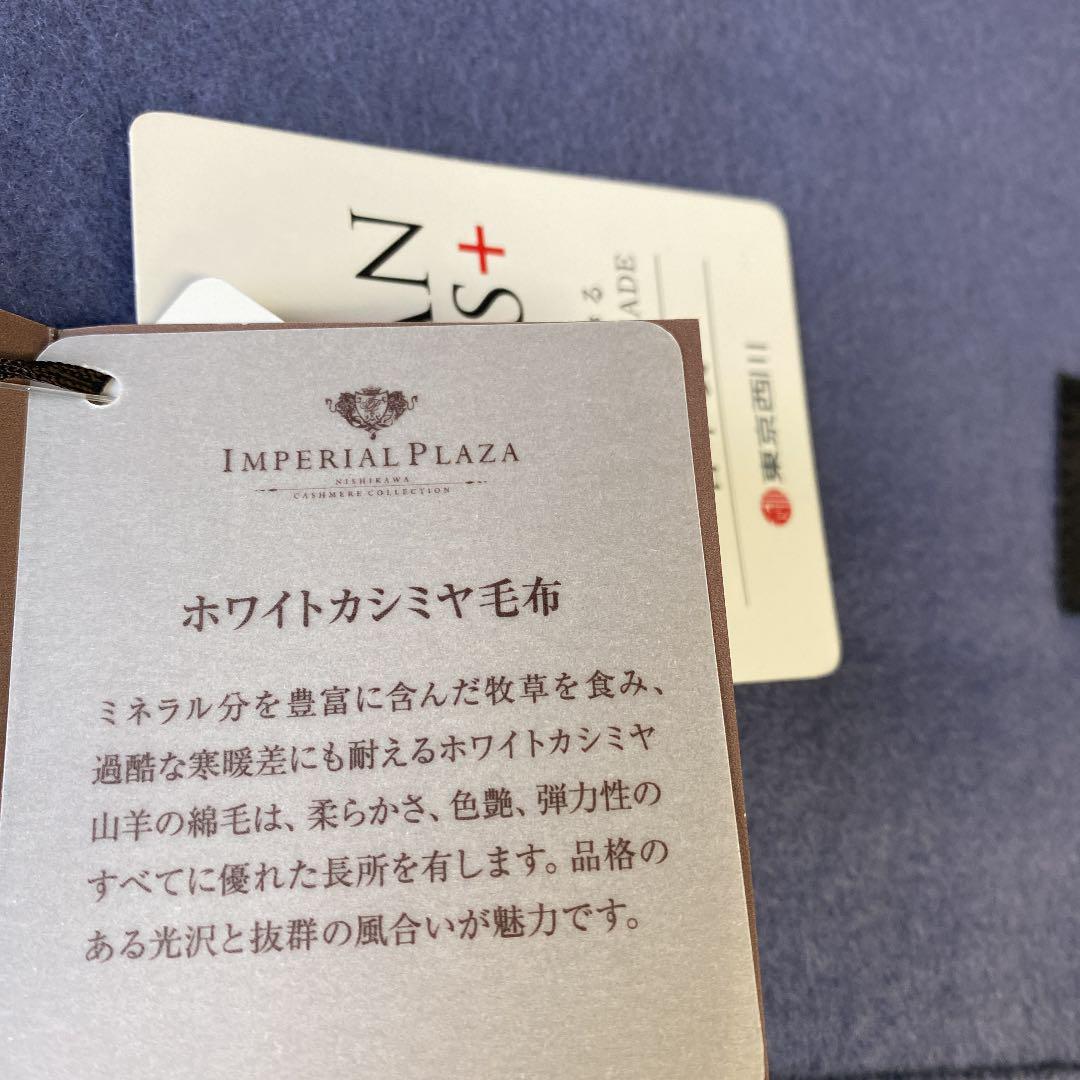 IMPERIAL PLAZA
NISHIKAWA
CASHMERE COLLECTION
ホワイトカシミヤ毛布
ミネラル分を豊富に含んだ牧草を食み、
過酷な寒暖差にも耐えるホワイトカシミヤ
山羊の綿毛は、柔らかさ、色艶、弾力性の
すべてに優れた長所を有します。品格の
ある光沢と抜群の風合いが魅力です。
AN
S+
る
ADE
東京西川